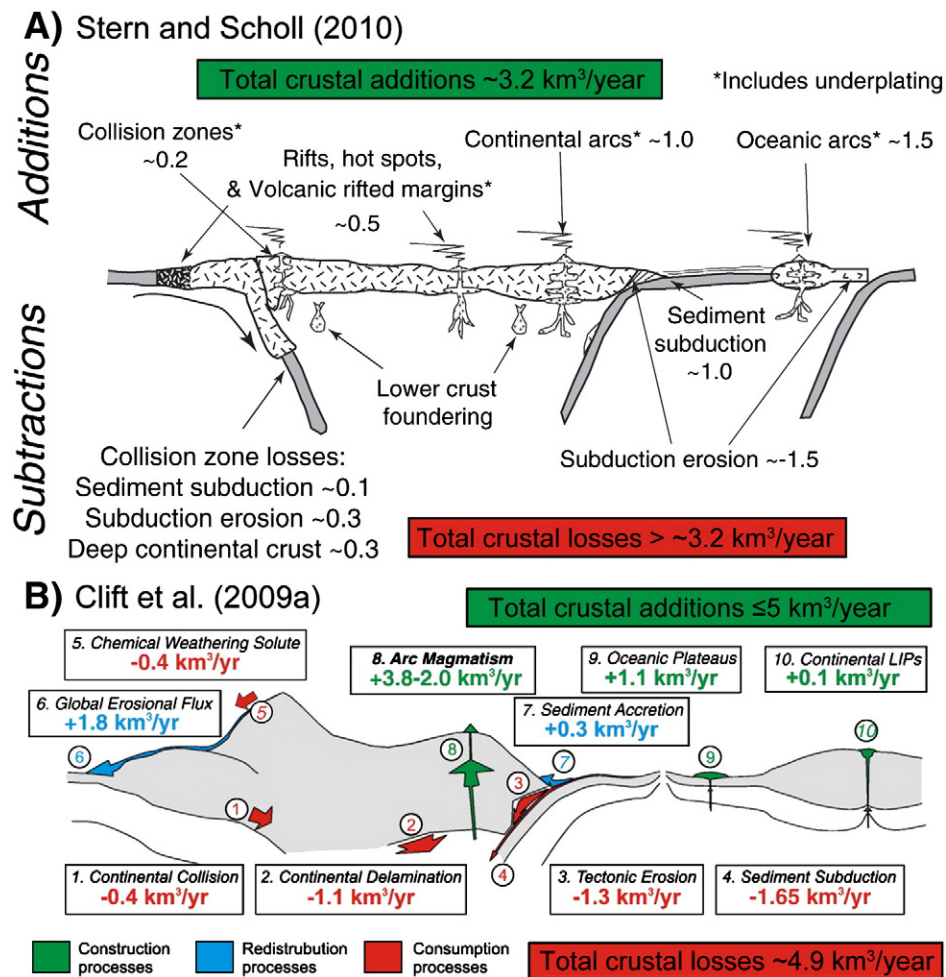 A) Stern and Scholl (2010)
Additions
Total crustal additions ~3.2 km³/year
*Includes underplating
Collision zones*
~0.2
Rifts, hot spots,
& Volcanic rifted margins*
~0.5
Continental arcs* ~1.0
Oceanic arcs* ~1.5
Subtractions
Sediment
subduction
~1.0
Lower crust
foundering
Subduction erosion ~-1.5
Collision zone losses:
Sediment subduction ~0.1
Subduction erosion ~0.3
Deep continental crust ~0.3
Total crustal losses > ~3.2 km³/year
B) Clift et al. (2009a)
Total crustal additions ≤5 km³/year
5. Chemical Weathering Solute
-0.4 km³/yr
8. Arc Magmatism
+3.8-2.0 km³/yr
9. Oceanic Plateaus
+1.1 km³/yr
10. Continental LIPs
+0.1 km³/yr
6. Global Erosional Flux
+1.8 km³/yr
7. Sediment Accretion
+0.3 km³/yr
5
6
8
7
9
10
3
1
2
4
1. Continental Collision
-0.4 km³/yr
2. Continental Delamination
-1.1 km³/yr
3. Tectonic Erosion
-1.3 km³/yr
4. Sediment Subduction
-1.65 km³/yr
Construction
processes
Redistrubution
processes
Consumption
processes
Total crustal losses ~4.9 km³/year